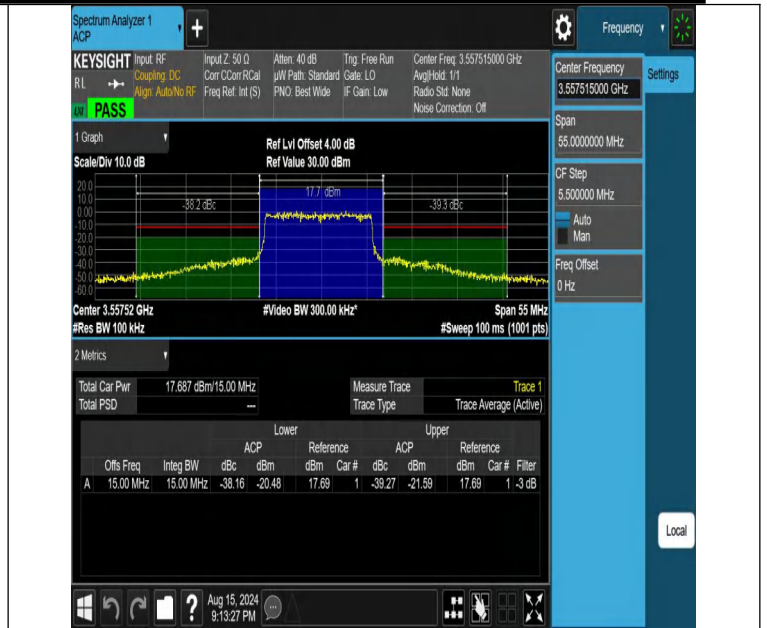 Spectrum Analyzer 1
ACP
+
Frequency
KEYSIGHT
RL
PASS
Input: RF
Coupling: DC
Align: Auto/No RF
Input Z: 50 Ω
Corr CCorr RCal
Freq Ref: Int (S)
Atten: 40 dB
µW Path: Standard
PNO: Best Wide
Trig: Free Run
Gate: LO
IF Gain: Low
Center Freq: 3.557515000 GHz
Avg|Hold: 1/1
Radio Std: None
Noise Correction: Off
Center Frequency
3.557515000 GHz
Settings
Span
55.0000000 MHz
CF Step
5.500000 MHz
Auto
Man
Freq Offset
0 Hz
1 Graph
Scale/Div 10.0 dB
Ref Lvl Offset 4.00 dB
Ref Value 30.00 dBm
20.0
10.0
0.00
-10.0
-20.0
-30.0
-40.0
-50.0
-60.0
-38.2 dBc
17.7 dBm
-39.3 dBc
Center 3.55752 GHz
#Video BW 300.00 kHz*
Span 55 MHz
#Res BW 100 kHz
#Sweep 100 ms (1001 pts)
2 Metrics
Total Car Pwr 17.687 dBm/15.00 MHz
Measure Trace Trace 1
Total PSD ---
Trace Type Trace Average (Active)
Lower Upper
ACP Reference ACP Reference
Offs Freq Integ BW dBc dBm dBm Car # dBc dBm dBm Car # Filter
A 15.00 MHz 15.00 MHz -38.16 -20.48 17.69 1 -39.27 -21.59 17.69 1 -3 dB
Local
?
Aug 15, 2024
9:13:27 PM